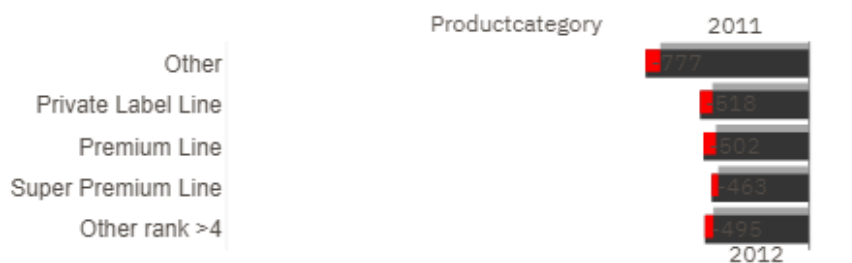 Productcategory 2011
Other -777
Private Label Line -518
Premium Line -502
Super Premium Line -463
Other rank >4 -495
2012